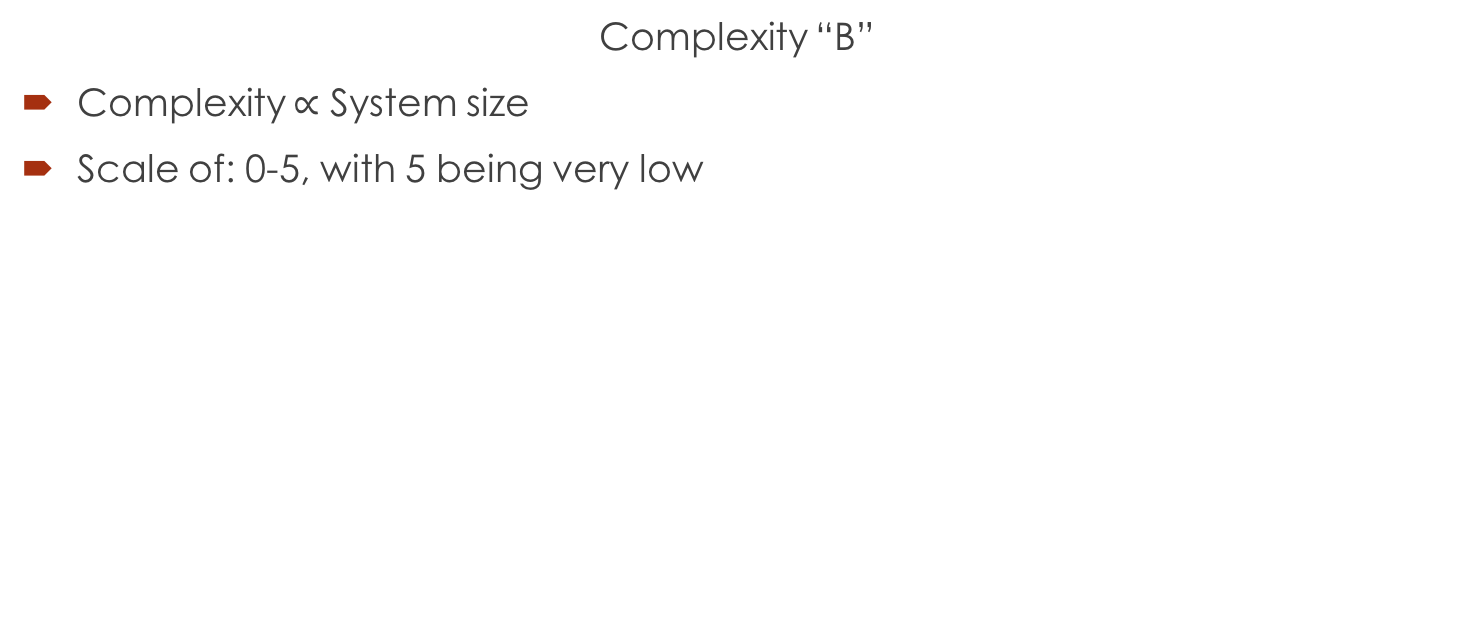 Complexity “B”
Complexity ∝ System size
Scale of: 0-5, with 5 being very low